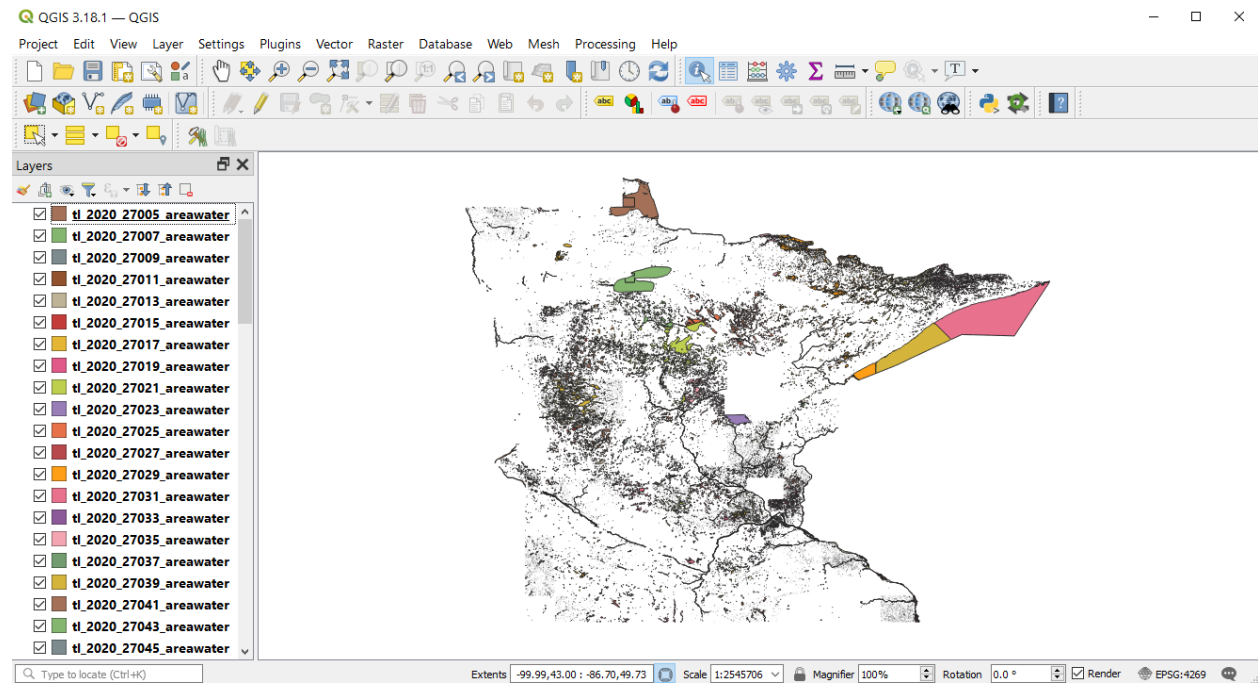 QGIS 3.18.1 — QGIS
Project Edit View Layer Settings Plugins Vector Raster Database Web Mesh Processing Help
abc ab abc
Layers
tl_2020_27005_areawater
tl_2020_27007_areawater
tl_2020_27009_areawater
tl_2020_27011_areawater
tl_2020_27013_areawater
tl_2020_27015_areawater
tl_2020_27017_areawater
tl_2020_27019_areawater
tl_2020_27021_areawater
tl_2020_27023_areawater
tl_2020_27025_areawater
tl_2020_27027_areawater
tl_2020_27029_areawater
tl_2020_27031_areawater
tl_2020_27033_areawater
tl_2020_27035_areawater
tl_2020_27037_areawater
tl_2020_27039_areawater
tl_2020_27041_areawater
tl_2020_27043_areawater
tl_2020_27045_areawater
Type to locate (Ctrl+K) Extents -99.99,43.00 : -86.70,49.73 Scale 1:2545706 Magnifier 100% Rotation 0.0 ° Render EPSG:4269